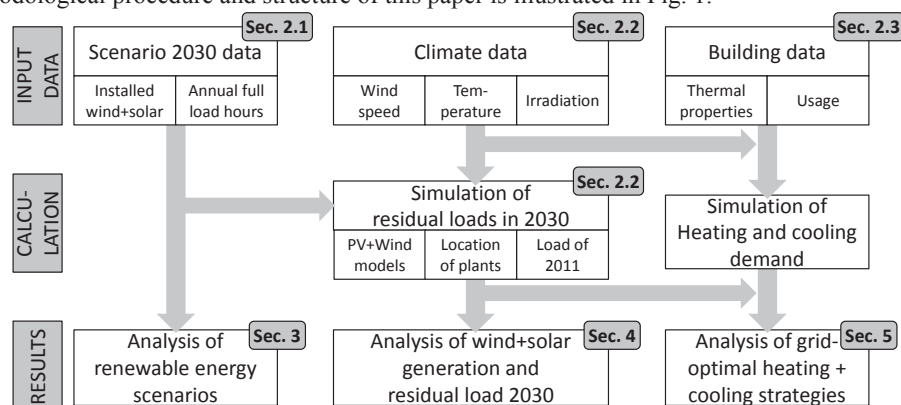 odological procedure and structure of this paper is illustrated in Fig. 1.
INPUT
DATA
Sec. 2.1
Scenario 2030 data
Installed
wind+solar
Annual full
load hours
Sec. 2.2
Climate data
Wind
speed
Tem-
perature
Irradiation
Sec. 2.3
Building data
Thermal
properties
Usage
CALCU-
LATION
Sec. 2.2
Simulation of
residual loads in 2030
PV+Wind
models
Location
of plants
Load of
2011
Simulation of
Heating and cooling
demand
RESULTS
Sec. 3
Analysis of
renewable energy
scenarios
Sec. 4
Analysis of wind+solar
generation and
residual load 2030
Sec. 5
Analysis of grid-
optimal heating +
cooling strategies